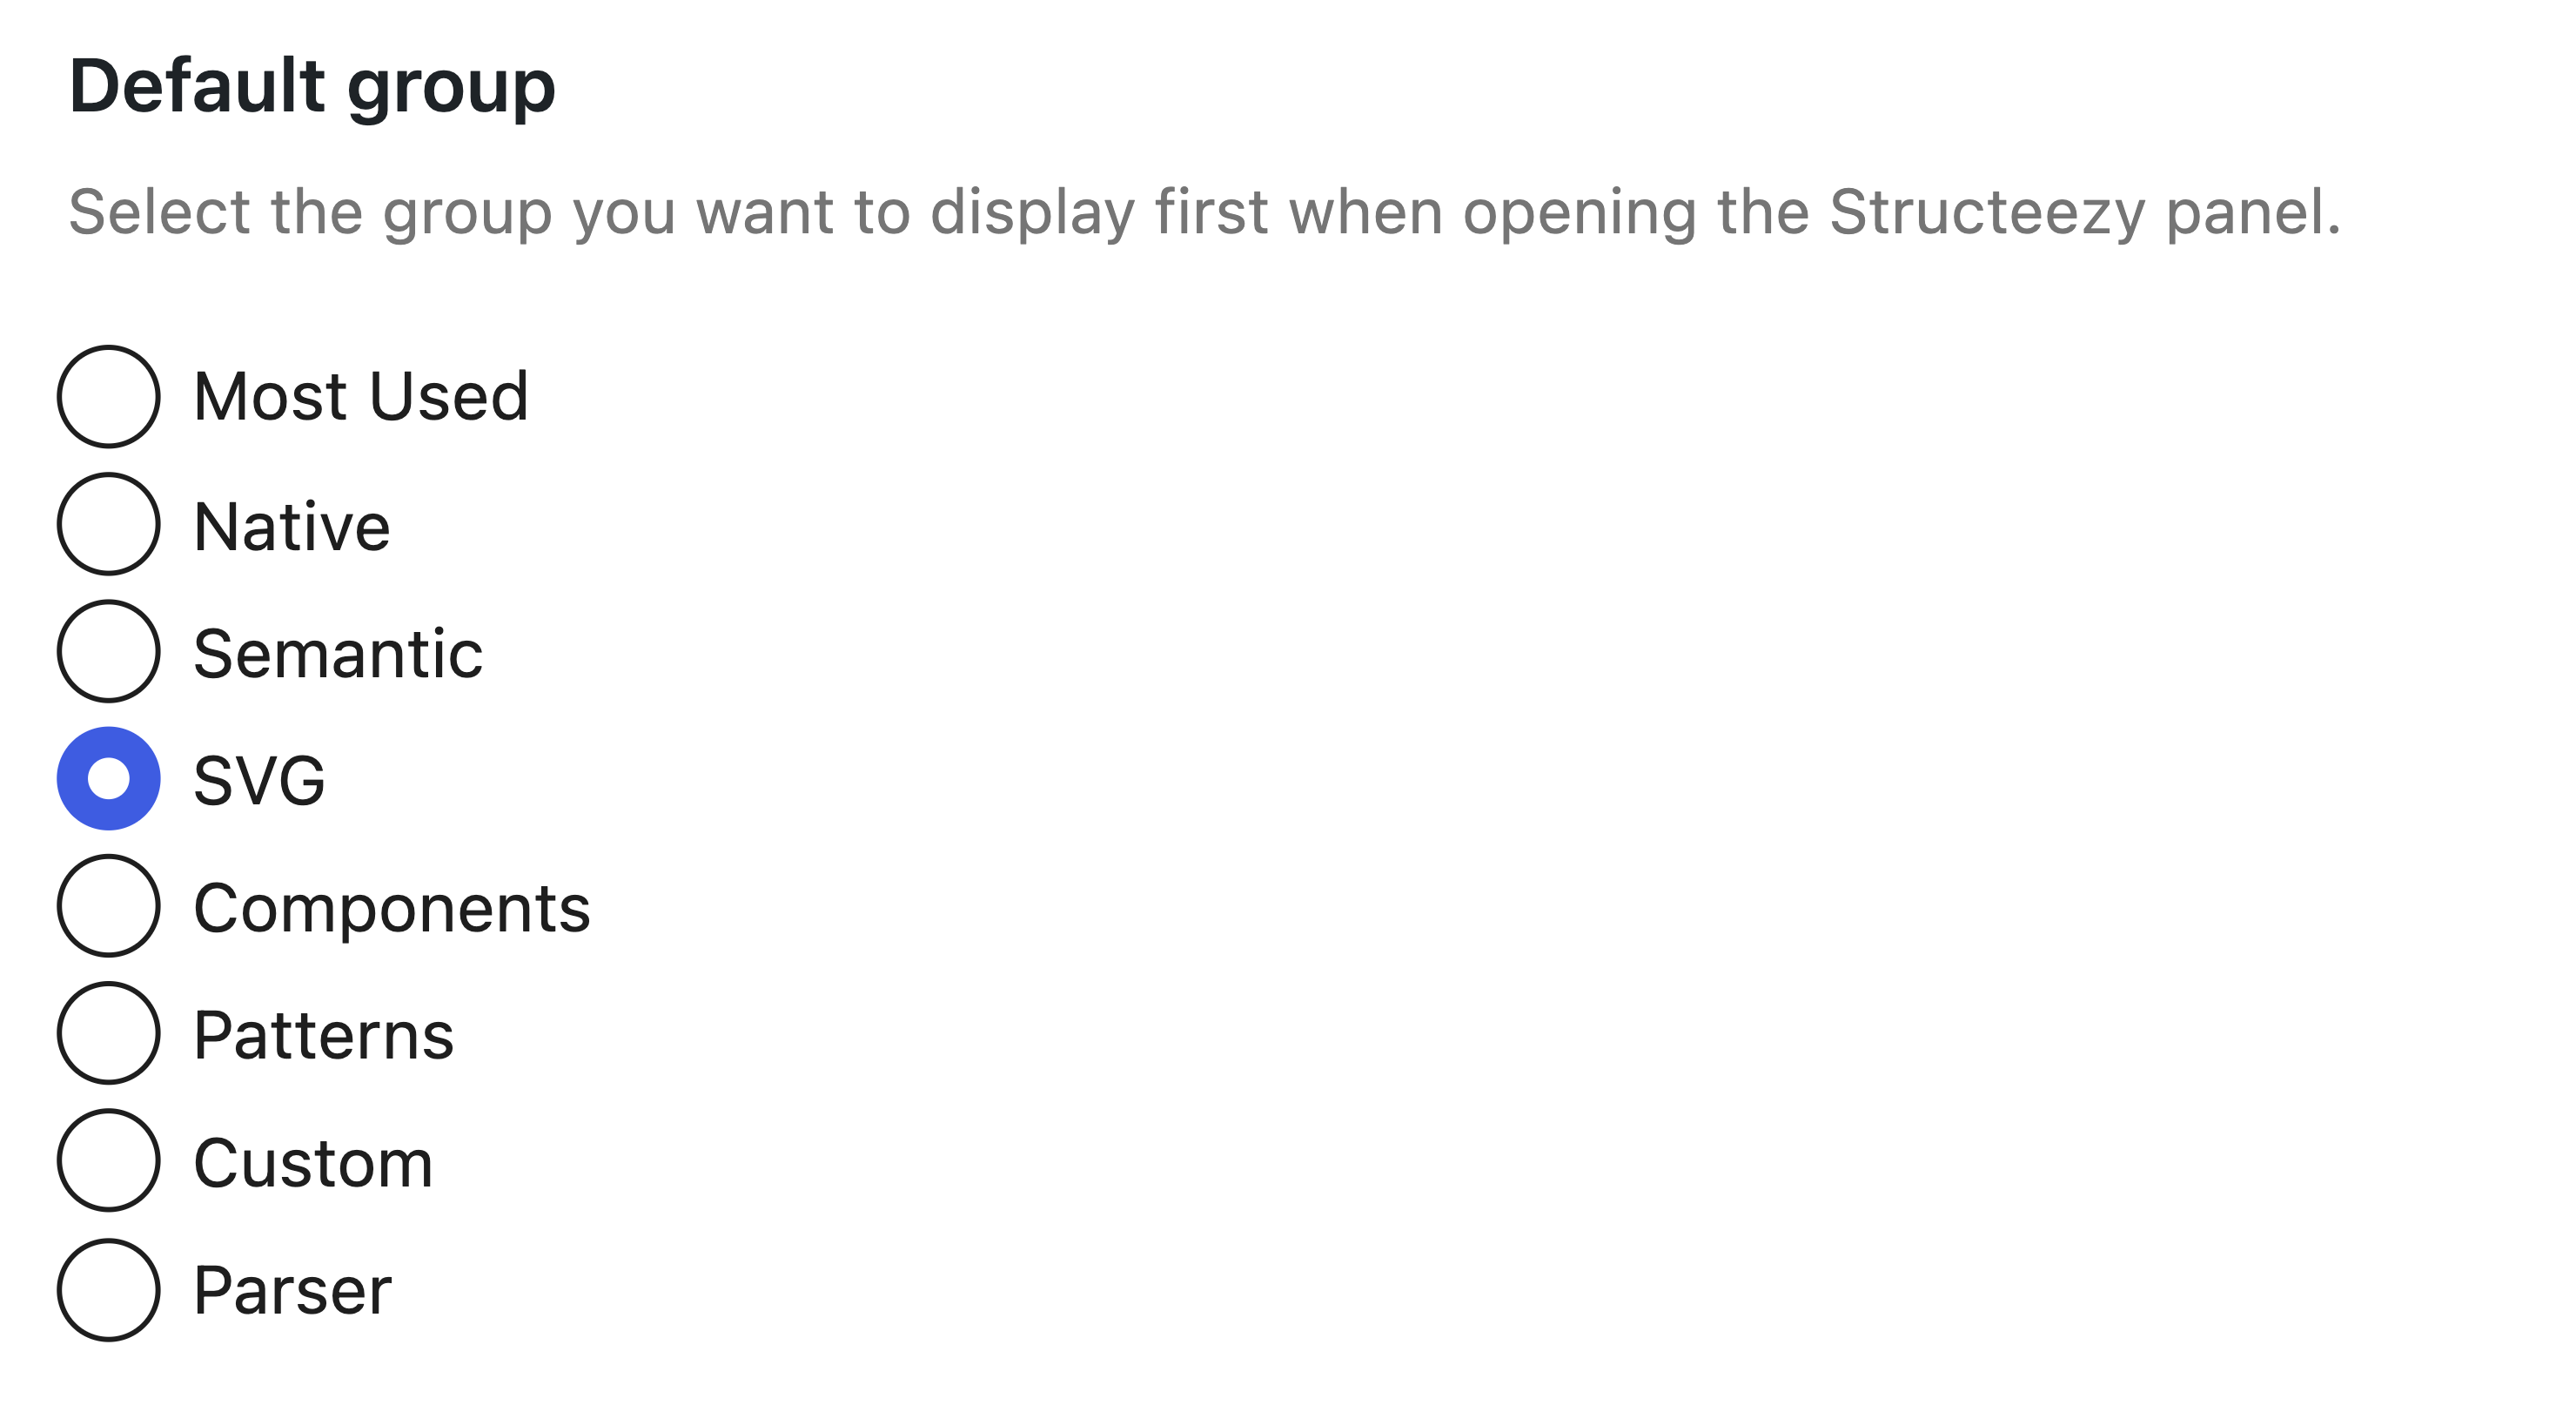 Default group
Select the group you want to display first when opening the Structeezy panel.
Most Used
Native
Semantic
SVG
Components
Patterns
Custom
Parser